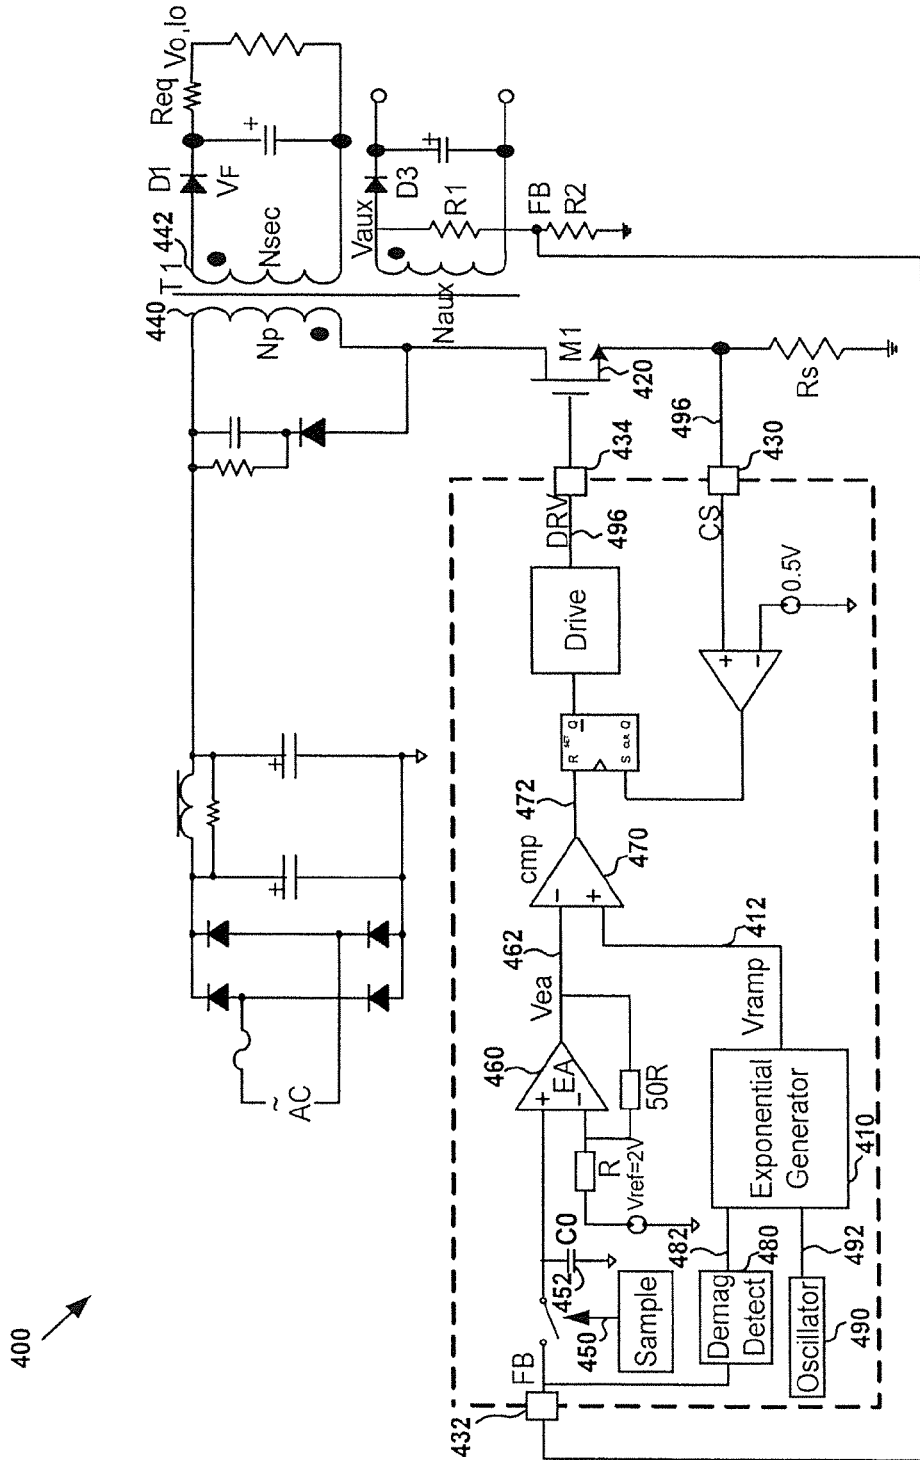 400
~
AC
440
T1
442
Np
Nsec
D1
VF
+
Req
Vo,Io
Naux
Vaux
D3
+
R1
FB
R2
+
+
M1
420
Rs
496
430
CS
434
DRV
496
Drive
R
SET
Q
S
CLR
Q
0.5V
+
−
472
cmp
470
−
+
462
Vea
412
Vramp
460
EA
+
−
50R
R
Vref=2V
C0
452
450
Sample
FB
432
Exponential
Generator
410
482
480
Demag
Detect
492
Oscillator
490